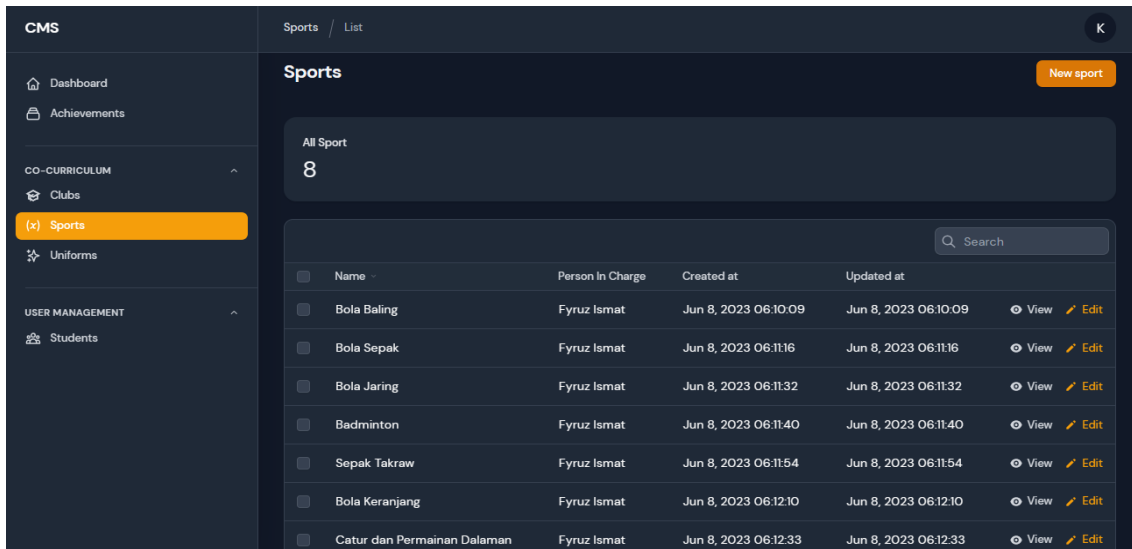 CMS
Sports / List
K
Dashboard
Achievements
CO-CURRICULUM
Clubs
(x) Sports
Uniforms
USER MANAGEMENT
Students
Sports
New sport
All Sport
8
Search
Name Person In Charge Created at Updated at
Bola Baling Fyruz Ismat Jun 8, 2023 06:10:09 Jun 8, 2023 06:10:09 View Edit
Bola Sepak Fyruz Ismat Jun 8, 2023 06:11:16 Jun 8, 2023 06:11:16 View Edit
Bola Jaring Fyruz Ismat Jun 8, 2023 06:11:32 Jun 8, 2023 06:11:32 View Edit
Badminton Fyruz Ismat Jun 8, 2023 06:11:40 Jun 8, 2023 06:11:40 View Edit
Sepak Takraw Fyruz Ismat Jun 8, 2023 06:11:54 Jun 8, 2023 06:11:54 View Edit
Bola Keranjang Fyruz Ismat Jun 8, 2023 06:12:10 Jun 8, 2023 06:12:10 View Edit
Catur dan Permainan Dalaman Fyruz Ismat Jun 8, 2023 06:12:33 Jun 8, 2023 06:12:33 View Edit